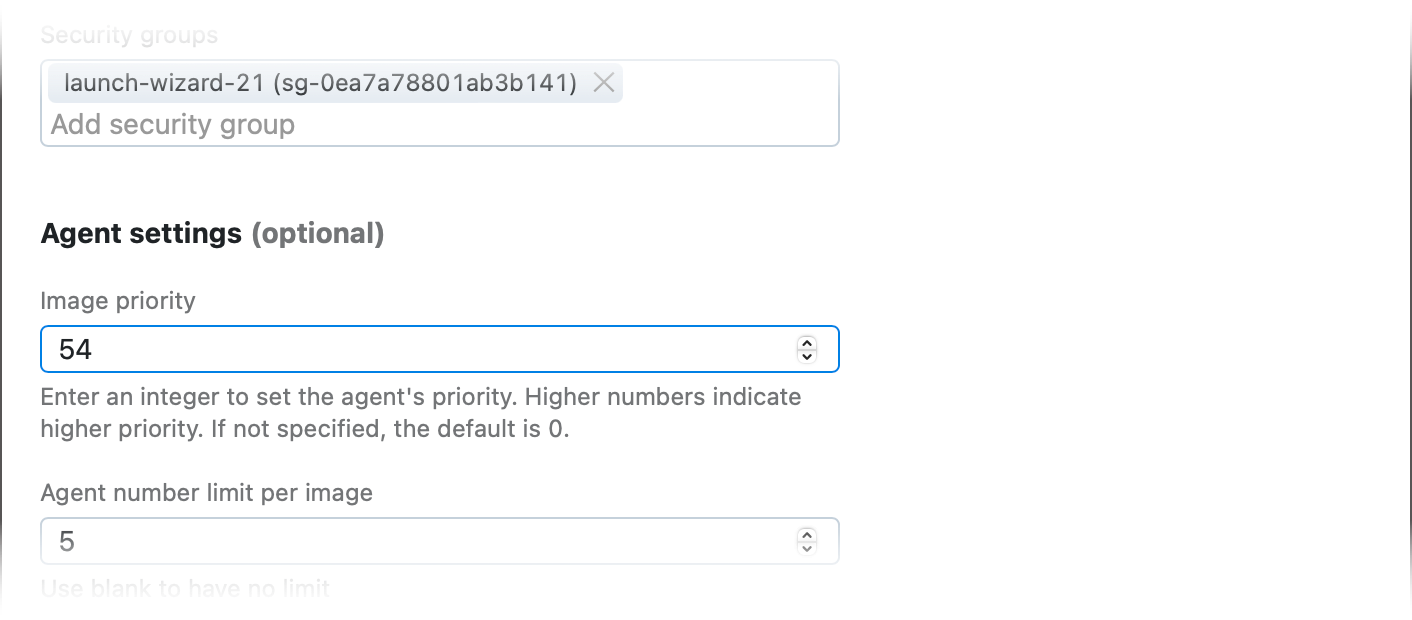 Security groups
launch-wizard-21 (sg-0ea7a78801ab3b141)
Add security group
Agent settings (optional)
Image priority
54
Enter an integer to set the agent's priority. Higher numbers indicate
higher priority. If not specified, the default is 0.
Agent number limit per image
5
Use blank to have no limit